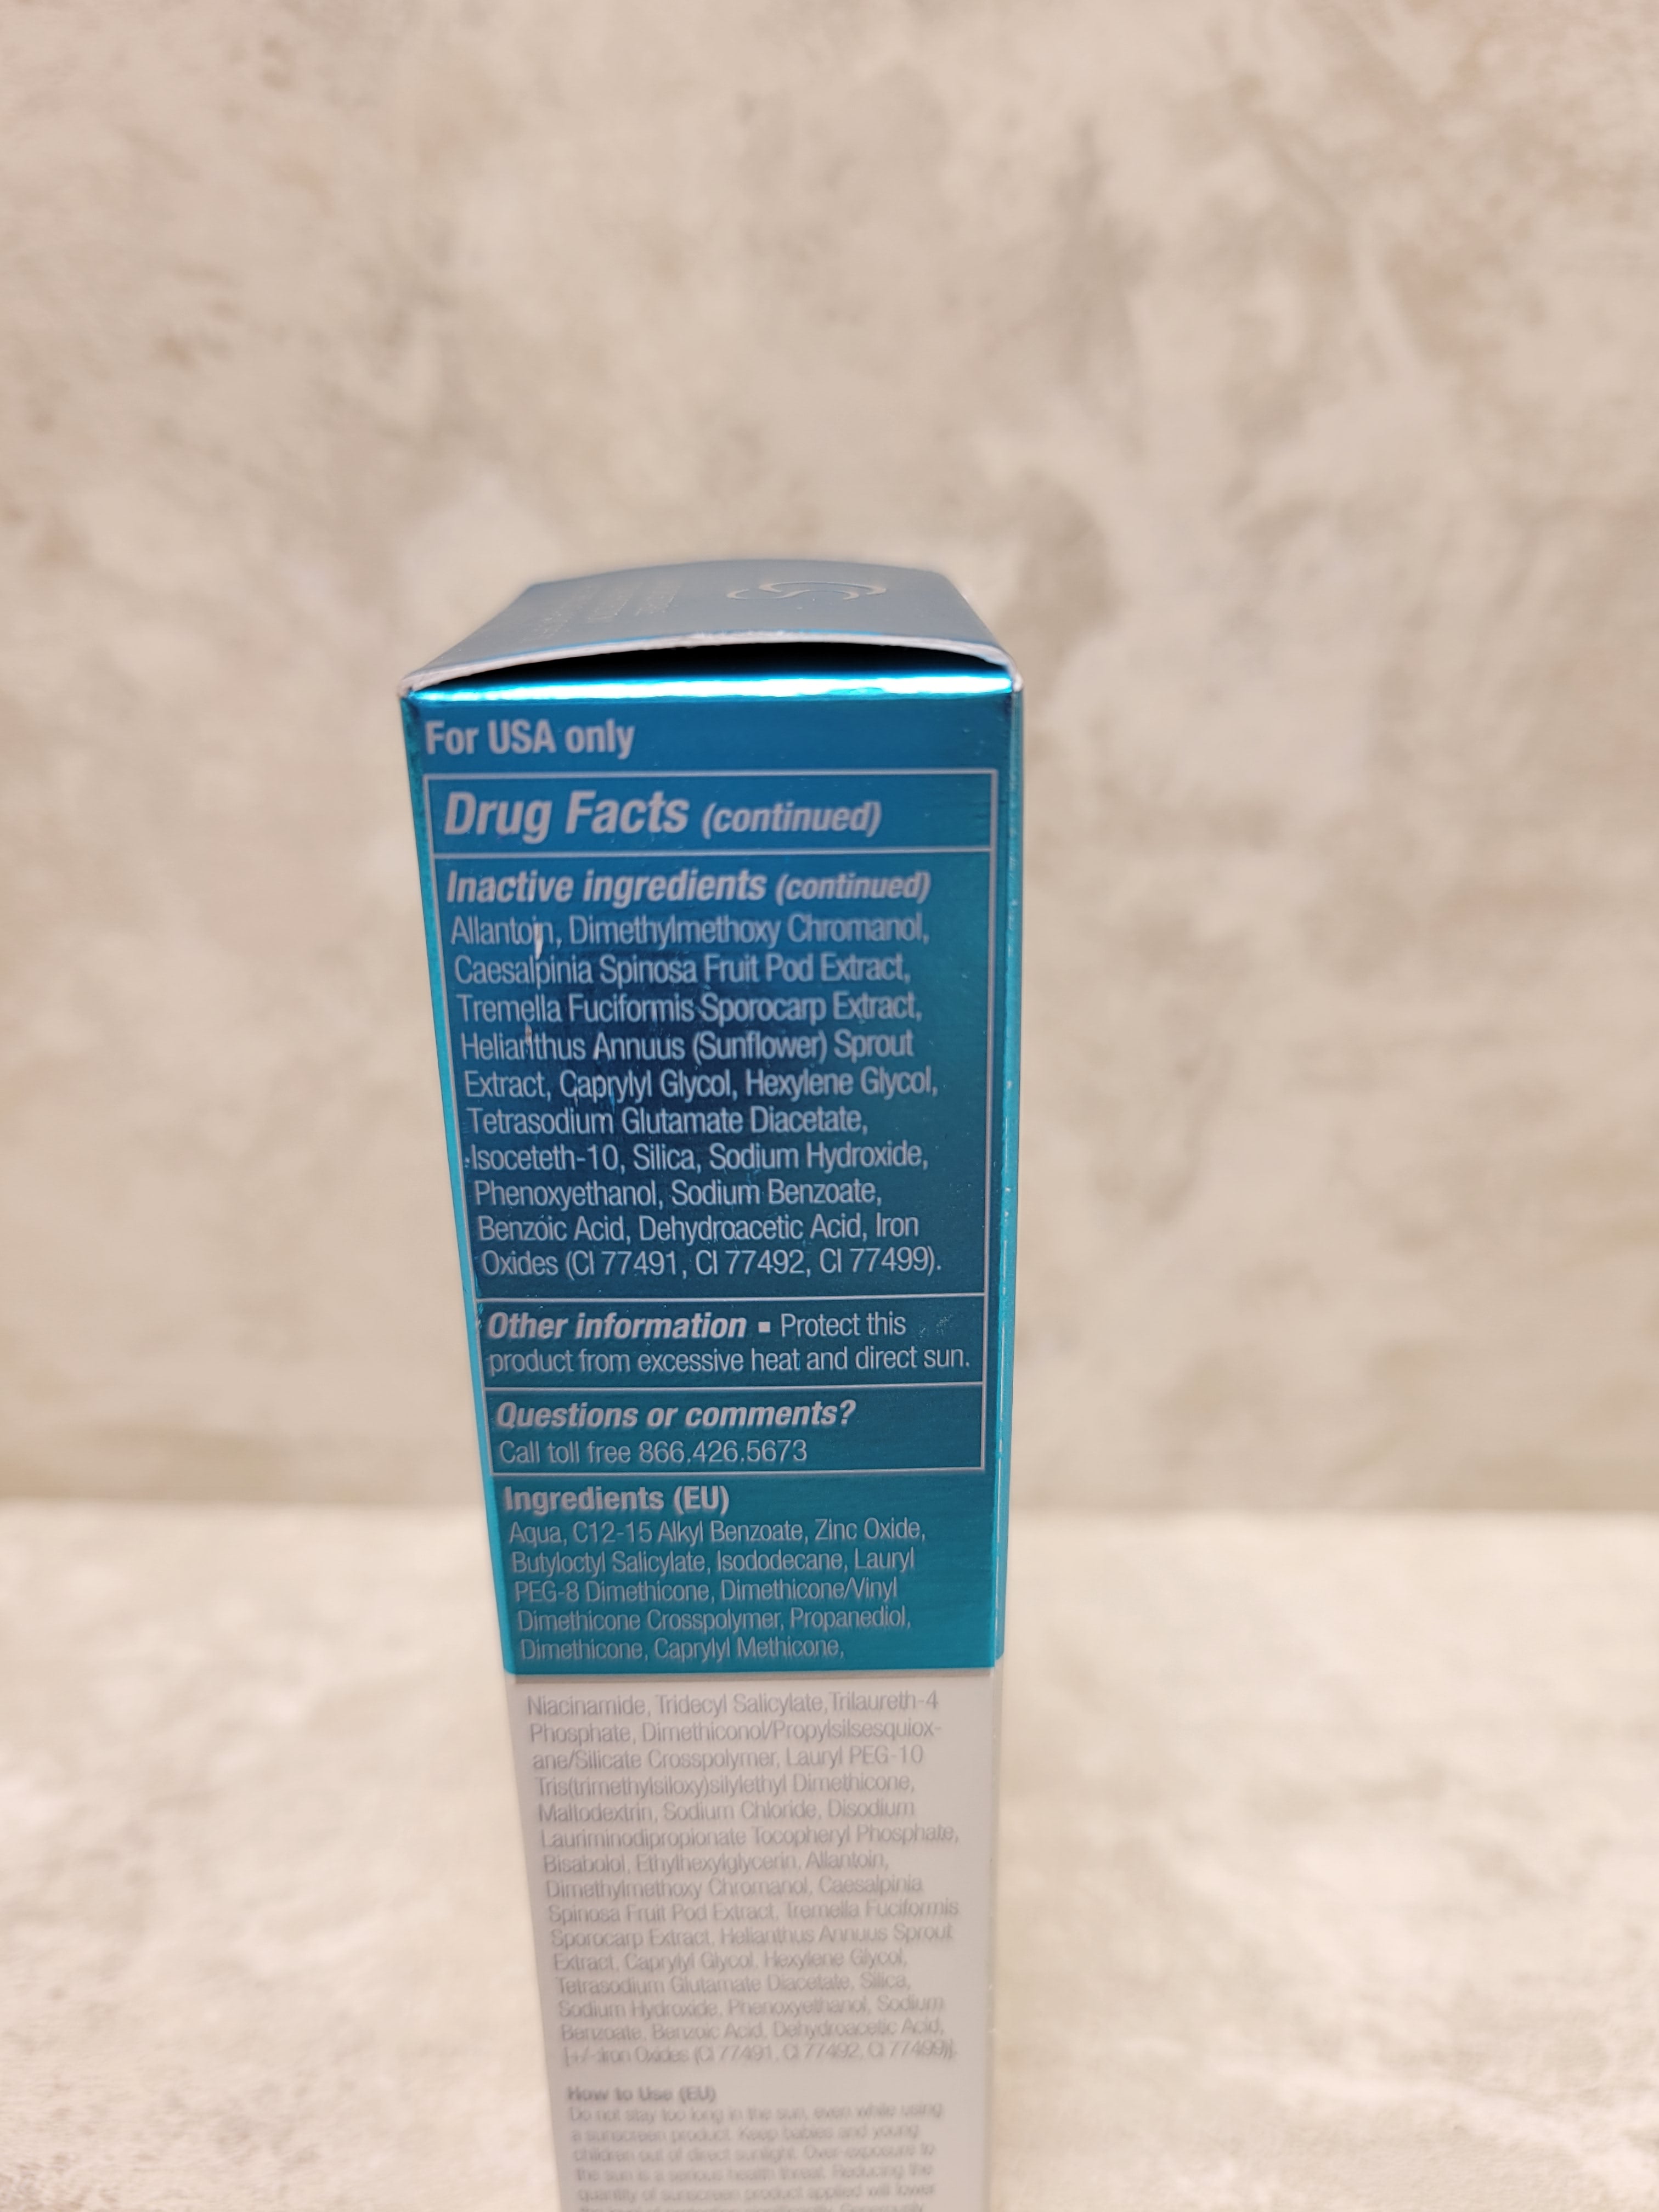 For USA only
Drug Facts (continued)
Inactive ingredients (continued)
Allantoin, Dimethylmethoxy Chromanol,
Caesalpinia Spinosa Fruit Pod Extract,
Tremella Fuciformis Sporocarp Extract,
Helianthus Annuus (Sunflower) Sprout
Extract, Caprylyl Glycol, Hexylene Glycol,
Tetrasodium Glutamate Diacetate,
Isoceteth-10, Silica, Sodium Hydroxide,
Phenoxyethanol, Sodium Benzoate,
Benzoic Acid, Dehydroacetic Acid, Iron
Oxides (CI 77491, CI 77492, CI 77499).
Other information ▪ Protect this
product from excessive heat and direct sun.
Questions or comments?
Call toll free 866.426.5673
Ingredients (EU)
Aqua, C12-15 Alkyl Benzoate, Zinc Oxide,
Butyloctyl Salicylate, Isododecane, Lauryl
PEG-8 Dimethicone, Dimethicone/Vinyl
Dimethicone Crosspolymer, Propanediol,
Dimethicone, Caprylyl Methicone,
Niacinamide, Tridecyl Salicylate, Trilaureth-4
Phosphate, Dimethiconol/Propylsilsesquiox-
ane/Silicate Crosspolymer, Lauryl PEG-10
Tris(trimethylsiloxy)silylethyl Dimethicone,
Maltodextrin, Sodium Chloride, Disodium
Lauriminodipropionate Tocopheryl Phosphate,
Bisabolol, Ethylhexylglycerin, Allantoin,
Dimethylmethoxy Chromanol, Caesalpinia
Spinosa Fruit Pod Extract, Tremella Fuciformis
Sporocarp Extract, Helianthus Annuus Sprout
Extract, Caprylyl Glycol, Hexylene Glycol,
Tetrasodium Glutamate Diacetate, Silica,
Sodium Hydroxide, Phenoxyethanol, Sodium
Benzoate, Benzoic Acid, Dehydroacetic Acid,
[+/-Iron Oxides (CI 77491, CI 77492, CI 77499)].
How to Use (EU)
Do not stay too long in the sun, even while using
a sunscreen product. Keep babies and young
children out of direct sunlight. Over-exposure to
the sun is a serious health threat. Reducing the
quantity of sunscreen product applied will lower